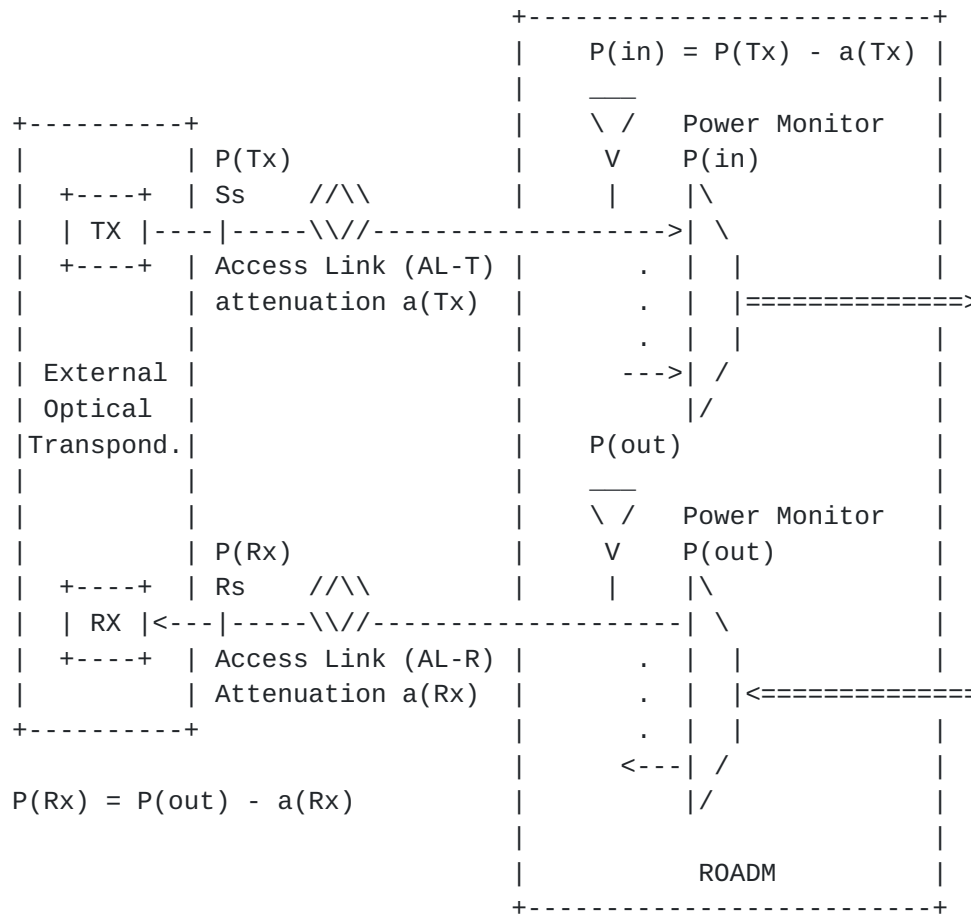 P(in) = P(Tx) - a(Tx)
Power Monitor
P(Tx) P(in)
Ss
TX
Access Link (AL-T)
attenuation a(Tx)
External
Optical
Transpond.
P(out)
Power Monitor
P(Rx) P(out)
Rs
RX
Access Link (AL-R)
Attenuation a(Rx)
P(Rx) = P(out) - a(Rx)
ROADM